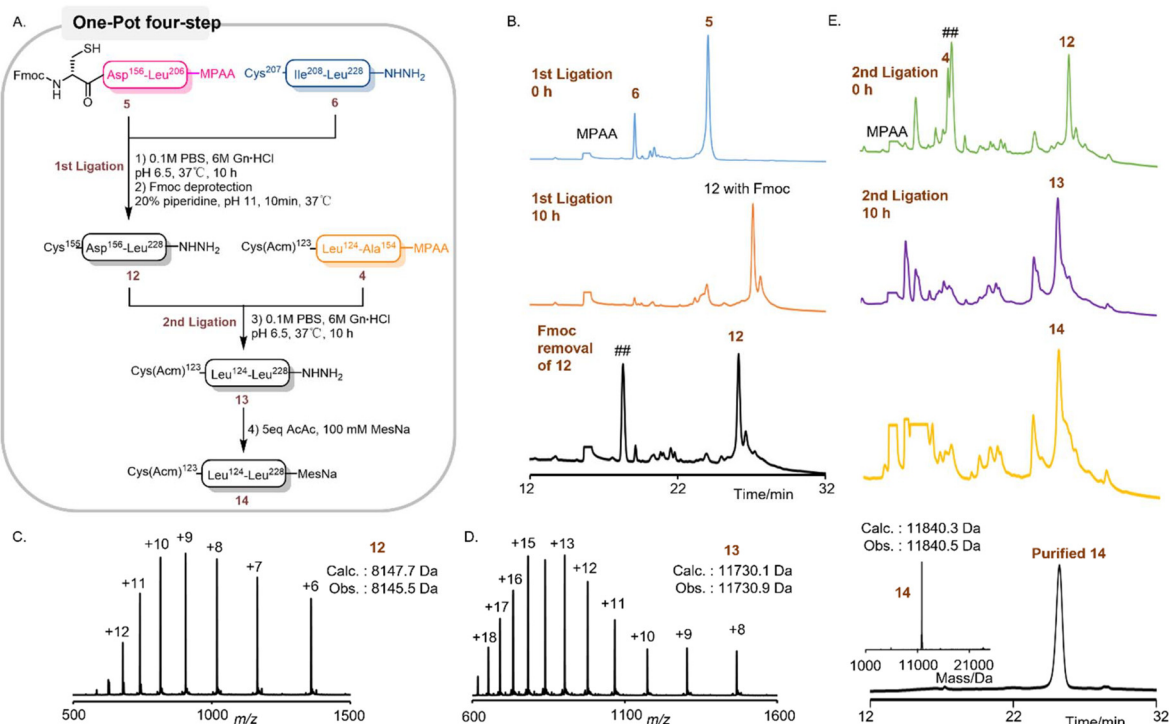 A.
One-Pot four-step
SH
Fmoc
N
H
O
Asp¹⁵⁶-Leu²⁰⁶
MPAA
5
Cys²⁰⁷
Ile²⁰⁸-Leu²²⁸
NHNH₂
6
1st Ligation
1) 0.1M PBS, 6M Gn·HCl
pH 6.5, 37℃, 10 h
2) Fmoc deprotection
20% piperidine, pH 11, 10min, 37℃
Cys¹⁵⁵
Asp¹⁵⁶-Leu²²⁸
NHNH₂
12
Cys(Acm)¹²³
Leu¹²⁴-Ala¹⁵⁴
MPAA
4
2nd Ligation
3) 0.1M PBS, 6M Gn·HCl
pH 6.5, 37℃, 10 h
Cys(Acm)¹²³
Leu¹²⁴-Leu²²⁸
NHNH₂
13
4) 5eq AcAc, 100 mM MesNa
Cys(Acm)¹²³
Leu¹²⁴-Leu²²⁸
MesNa
14
B.
1st Ligation
0 h
5
6
MPAA
1st Ligation
10 h
12 with Fmoc
Fmoc
removal
of 12
##
12
12 22 32
Time/min
E.
2nd Ligation
0 h
##
4
12
MPAA
2nd Ligation
10 h
13
14
Calc. : 11840.3 Da
Obs. : 11840.5 Da
14
1000 11000 21000
Mass/Da
Purified 14
12 22 32
Time/min
C.
+12
+11
+10
+9
+8
+7
+6
12
Calc. : 8147.7 Da
Obs. : 8145.5 Da
500 1000 1500
m/z
D.
+18
+17
+16
+15
+13
+12
+11
+10
+9
+8
13
Calc. : 11730.1 Da
Obs. : 11730.9 Da
600 1100 1600
m/z